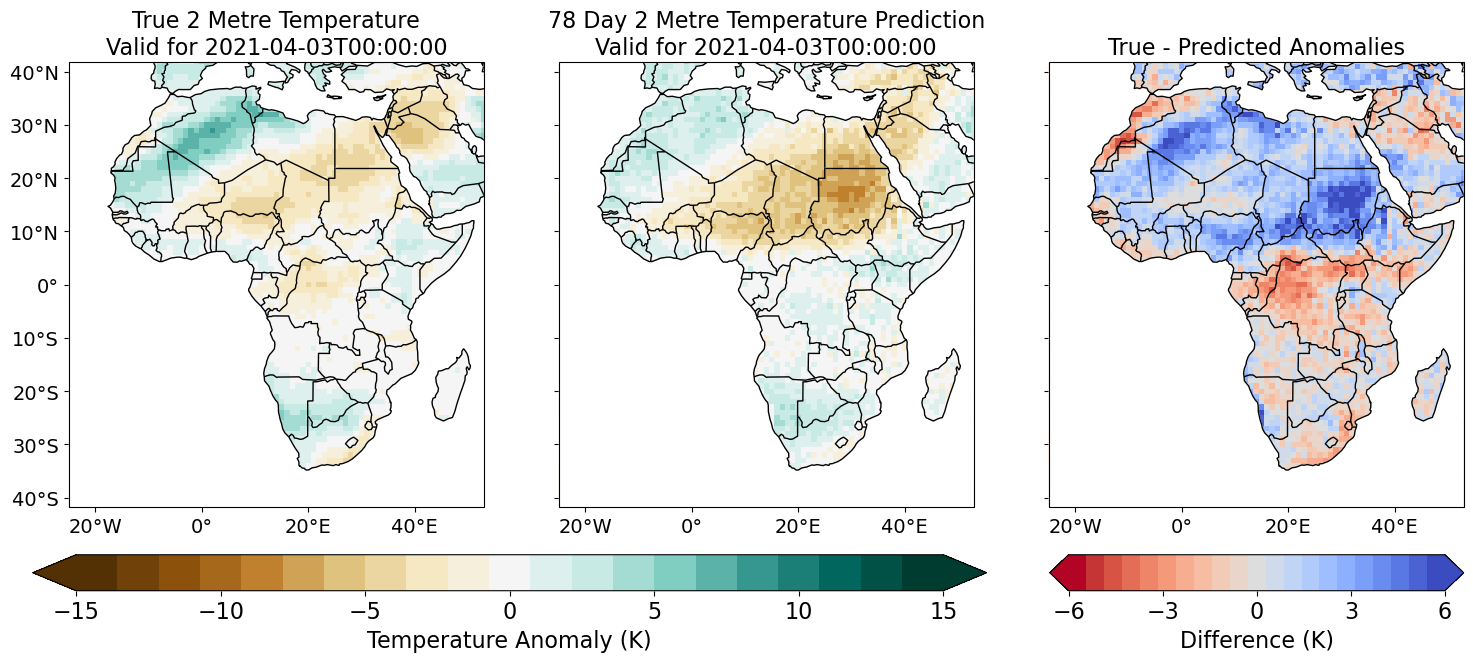 True 2 Metre Temperature
Valid for 2021-04-03T00:00:00
78 Day 2 Metre Temperature Prediction
Valid for 2021-04-03T00:00:00
True - Predicted Anomalies
40°N
30°N
20°N
10°N
0°
10°S
20°S
30°S
40°S
20°W 0° 20°E 40°E
20°W 0° 20°E 40°E
20°W 0° 20°E 40°E
−15 −10 −5 0 5 10 15
Temperature Anomaly (K)
−6 −3 0 3 6
Difference (K)